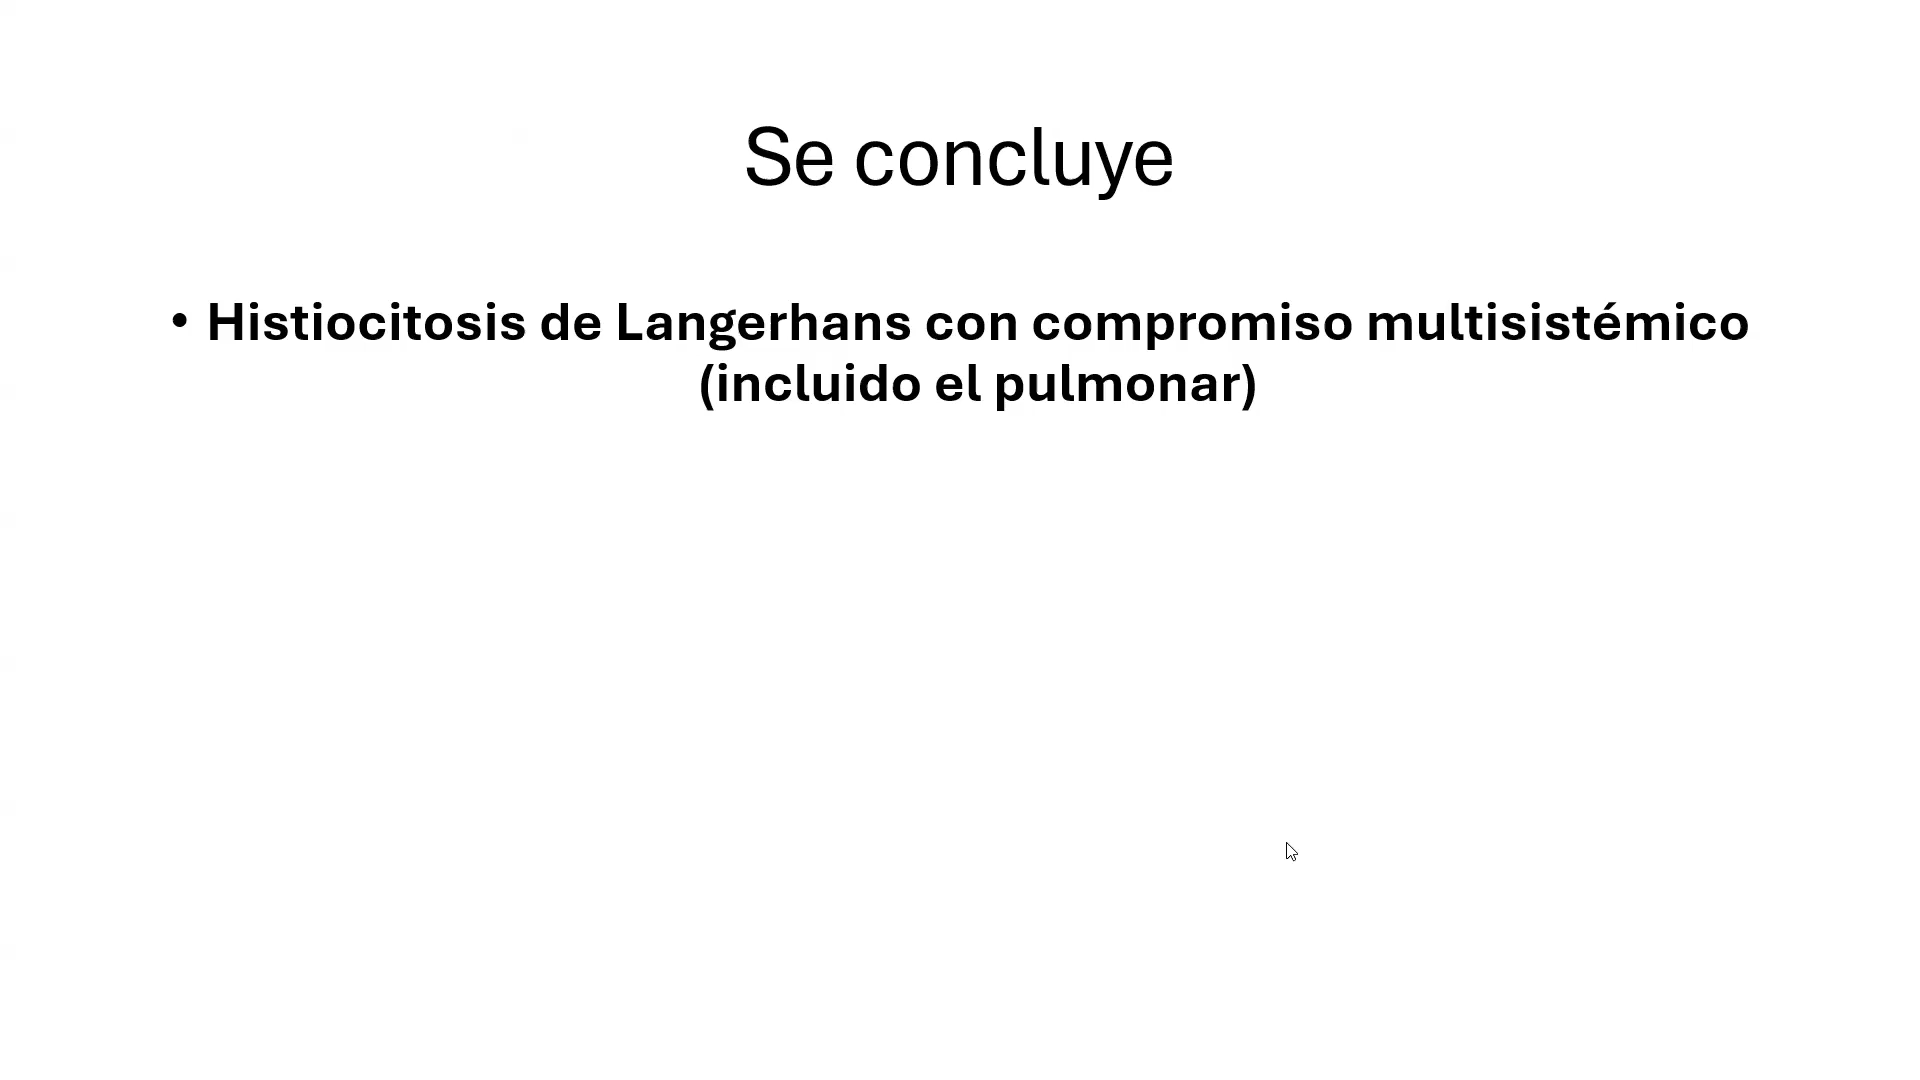 Se concluye
• Histiocitosis de Langerhans con compromiso multisistémico
(incluido el pulmonar)